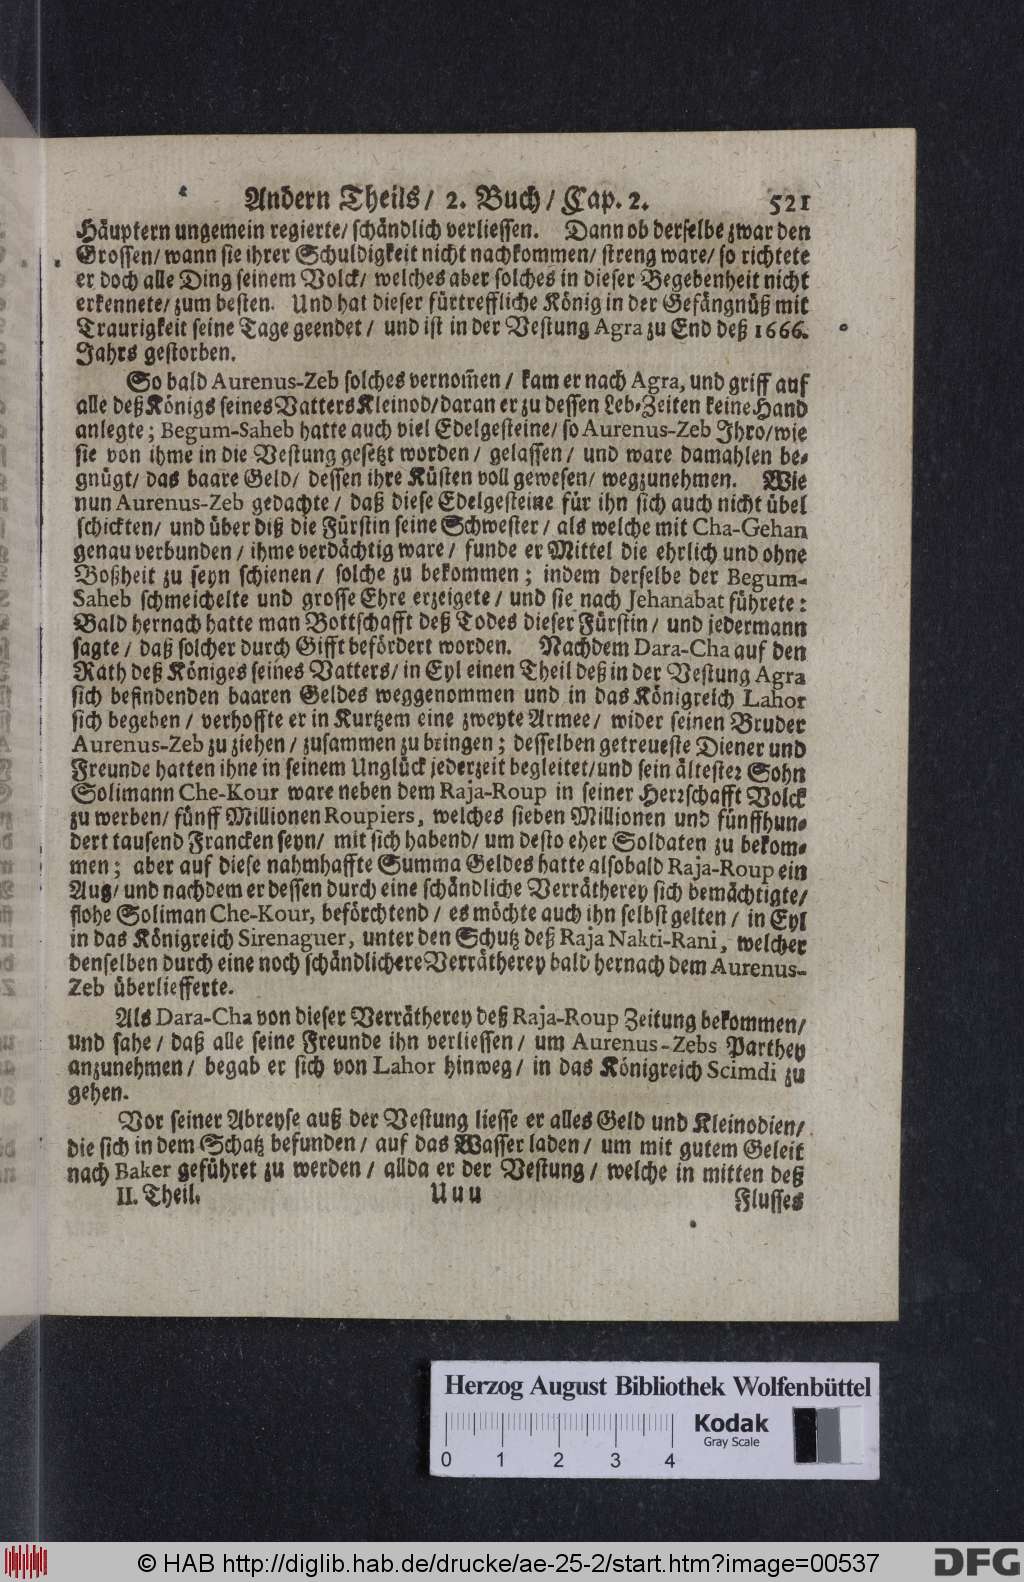 Andern Theils/ 2. Buch/ Cap. 2. 521
Häuptern ungemein regierte/ schändlich verliessen. Dann ob derselbe zwar den
Grossen/ wann sie ihrer Schuldigkeit nicht nachkommen/ streng ware/ so richtete
er doch alle Ding seinem Volck/ welches aber solches in dieser Begebenheit nicht
erkennete/ zum besten. Und hat dieser fürtreffliche König in der Gefängnüß mit
Traurigkeit seine Tage geendet/ und ist in der Vestung Agra zu End deß 1666.
Jahrs gestorben.
So bald Aurenus-Zeb solches vernom̃en/ kam er nach Agra, und griff auf
alle deß Königs seines Vatters Kleinod/ daran er zu dessen Leb-Zeiten keine Hand
anlegte; Begum-Saheb hatte auch viel Edelgesteine/ so Aurenus-Zeb Ihro/ wie
sie von ihme in die Vestung gesetzt worden/ gelassen/ und ware damahlen be-
gnügt/ das baare Geld/ dessen ihre Küsten voll gewesen/ wegzunehmen. Wie
nun Aurenus-Zeb gedachte/ daß diese Edelgesteine für ihn sich auch nicht übel
schickten/ und über diß die Fürstin seine Schwester/ als welche mit Cha-Gehan
genau verbunden/ ihme verdächtig ware/ funde er Mittel die ehrlich und ohne
Boßheit zu seyn schienen/ solche zu bekommen; indem derselbe der Begum-
Saheb schmeichelte und grosse Ehre erzeigete/ und sie nach Jehanabat führete:
Bald hernach hatte man Bottschafft deß Todes dieser Fürstin/ und jedermann
sagte/ daß solcher durch Gifft befördert worden. Nachdem Dara-Cha auf den
Rath deß Königes seines Vatters/ in Eyl einen Theil deß in der Vestung Agra
sich befindenden baaren Geldes weggenommen und in das Königreich Lahor
sich begeben/ verhoffte er in Kurtzem eine zweyte Armee/ wider seinen Bruder
Aurenus-Zeb zu ziehen/ zusammen zu bringen; desselben getreueste Diener und
Freunde hatten ihne in seinem Unglück jederzeit begleitet/ und sein ältester Sohn
Solimann Che-Kour ware neben dem Raja-Roup in seiner Herrschafft Volck
zu werben/ fünff Millionen Roupiers, welches sieben Millionen und fünffhun-
dert tausend Francken seyn/ mit sich habend/ um desto eher Soldaten zu bekom-
men; aber auf diese nahmhaffte Summa Geldes hatte alsobald Raja-Roup ein
Aug/ und nachdem er dessen durch eine schändliche Verrätherey sich bemächtigte/
flohe Soliman Che-Kour, beförchtend/ es möchte auch ihn selbst gelten/ in Eyl
in das Königreich Sirenaguer, unter den Schutz deß Raja Nakti-Rani, welcher
denselben durch eine noch schändlichere Verrätherey bald hernach dem Aurenus-
Zeb überliefferte.
Als Dara-Cha von dieser Verrätherey deß Raja-Roup Zeitung bekommen/
und sahe/ daß alle seine Freunde ihn verliessen/ um Aurenus-Zebs Parthey
anzunehmen/ begab er sich von Lahor hinweg/ in das Königreich Scimdi zu
gehen.
Vor seiner Abreyse auß der Vestung liesse er alles Geld und Kleinodien/
die sich in dem Schatz befunden/ auf das Wasser laden/ um mit gutem Geleit
nach Baker geführet zu werden/ allda er der Vestung/ welche in mitten deß
II. Theil. Uuu Flusses
Herzog August Bibliothek Wolfenbüttel
Kodak
Gray Scale
0 1 2 3 4
© HAB http://diglib.hab.de/drucke/ae-25-2/start.htm?image=00537
DFG